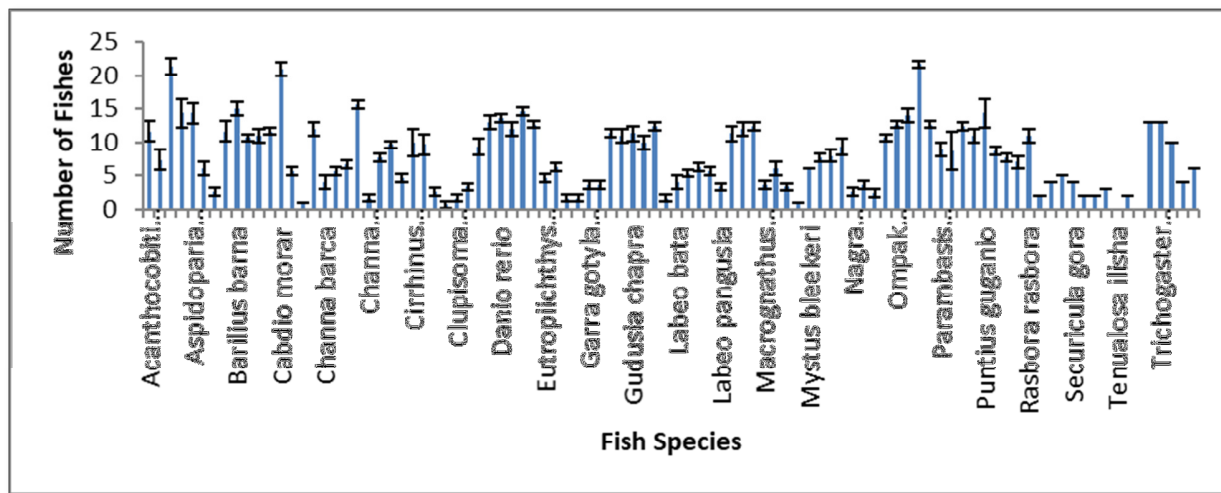 Number of Fishes
25
20
15
10
5
0
Acanthocobiti...
Aspidoparia...
Barilius barna
Cabdio morar
Channa barca
Channa...
Cirrhinus...
Clupisoma...
Danio rerio
Eutropiichthys...
Garra gotyla
Gudusia chapra
Labeo bata
Labeo pangusia
Macrognathus...
Mystus bleekeri
Nagra...
Ompak...
Parambasis...
Puntius guganio
Rasbora rasbora
Securicula gora
Tenualosa ilisha
Trichogaster...
Fish Species